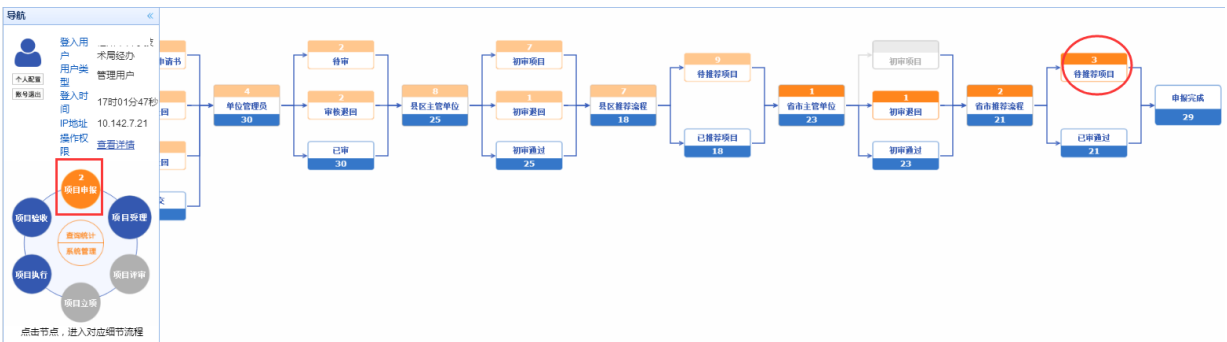 导航
登入用户
术局经办
个人配置
用户类型
管理用户
账号退出
登入时间
17时01分47秒
IP地址
10.142.7.21
操作权限
查看详情
2
项目申报
项目验收
项目受理
查询统计
系统管理
项目执行
项目评审
项目立项
点击节点，进入对应细节流程
申请书
回
回
交
4
单位管理员
30
2
待审
2
审核退回
已审
30
8
县区主管单位
25
7
初审项目
1
初审退回
初审通过
25
7
县区推荐流程
18
9
待推荐项目
已推荐项目
18
1
省市主管单位
23
初审项目
1
初审退回
初审通过
23
2
省市推荐流程
21
3
待推荐项目
已审通过
21
申报完成
29